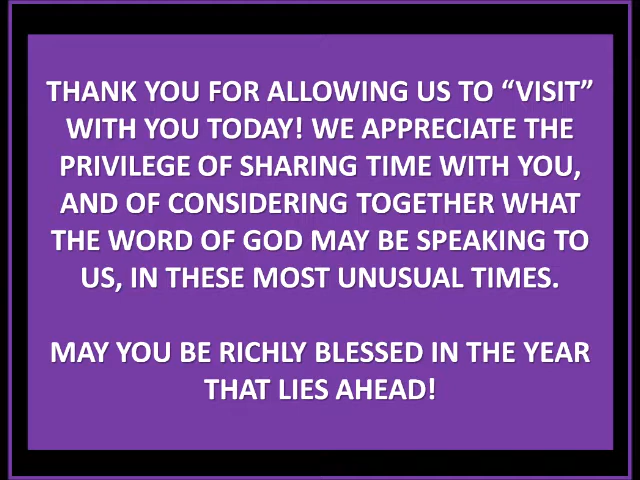 THANK YOU FOR ALLOWING US TO “VISIT”
WITH YOU TODAY! WE APPRECIATE THE
PRIVILEGE OF SHARING TIME WITH YOU,
AND OF CONSIDERING TOGETHER WHAT
THE WORD OF GOD MAY BE SPEAKING TO
US, IN THESE MOST UNUSUAL TIMES.
MAY YOU BE RICHLY BLESSED IN THE YEAR
THAT LIES AHEAD!